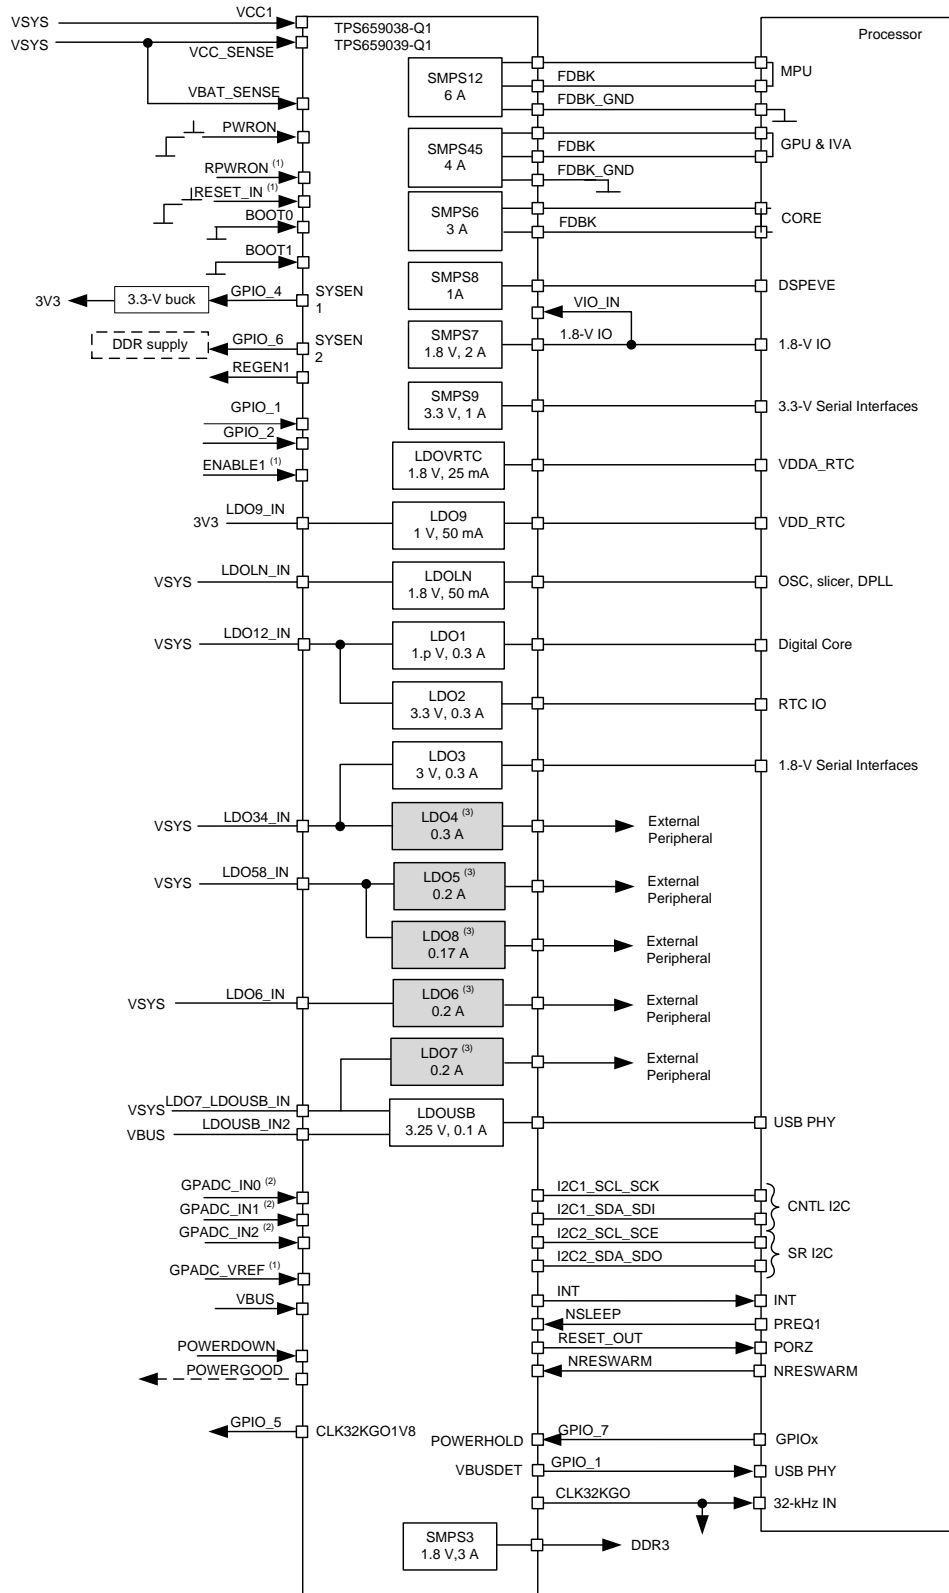 VCC1
VSYS
VSYS
VCC_SENSE
VBAT_SENSE
PWRON
RPWRON (1)
RESET_IN (1)
BOOT0
BOOT1
3V3
3.3-V buck
GPIO_4
SYSEN
1
DDR supply
GPIO_6
SYSEN
2
REGEN1
GPIO_1
GPIO_2
ENABLE1 (1)
3V3
LDO9_IN
VSYS
LDOLN_IN
VSYS
LDO12_IN
VSYS
LDO34_IN
VSYS
LDO58_IN
VSYS
LDO6_IN
VSYS
LDO7_LDOUSB_IN
VBUS
LDOUSB_IN2
GPADC_IN0 (2)
GPADC_IN1 (2)
GPADC_IN2 (2)
GPADC_VREF (1)
VBUS
POWERDOWN
POWERGOOD
GPIO_5
CLK32KGO1V8
TPS659038-Q1
TPS659039-Q1
SMPS12
6 A
FDBK
FDBK_GND
SMPS45
4 A
FDBK
FDBK_GND
SMPS6
3 A
FDBK
SMPS8
1A
VIO_IN
SMPS7
1.8 V, 2 A
1.8-V IO
SMPS9
3.3 V, 1 A
LDOVRTC
1.8 V, 25 mA
LDO9
1 V, 50 mA
LDOLN
1.8 V, 50 mA
LDO1
1.p V, 0.3 A
LDO2
3.3 V, 0.3 A
LDO3
3 V, 0.3 A
LDO4 (3)
0.3 A
External
Peripheral
LDO5 (3)
0.2 A
External
Peripheral
LDO8 (3)
0.17 A
External
Peripheral
LDO6 (3)
0.2 A
External
Peripheral
LDO7 (3)
0.2 A
External
Peripheral
LDOUSB
3.25 V, 0.1 A
I2C1_SCL_SCK
I2C1_SDA_SDI
I2C2_SCL_SCE
I2C2_SDA_SDO
INT
NSLEEP
RESET_OUT
NRESWARM
POWERHOLD
GPIO_7
VBUSDET
GPIO_1
CLK32KGO
SMPS3
1.8 V,3 A
DDR3
Processor
MPU
GPU & IVA
CORE
DSPEVE
1.8-V IO
3.3-V Serial Interfaces
VDDA_RTC
VDD_RTC
OSC, slicer, DPLL
Digital Core
RTC IO
1.8-V Serial Interfaces
USB PHY
CNTL I2C
SR I2C
INT
PREQ1
PORZ
NRESWARM
GPIOx
USB PHY
32-kHz IN